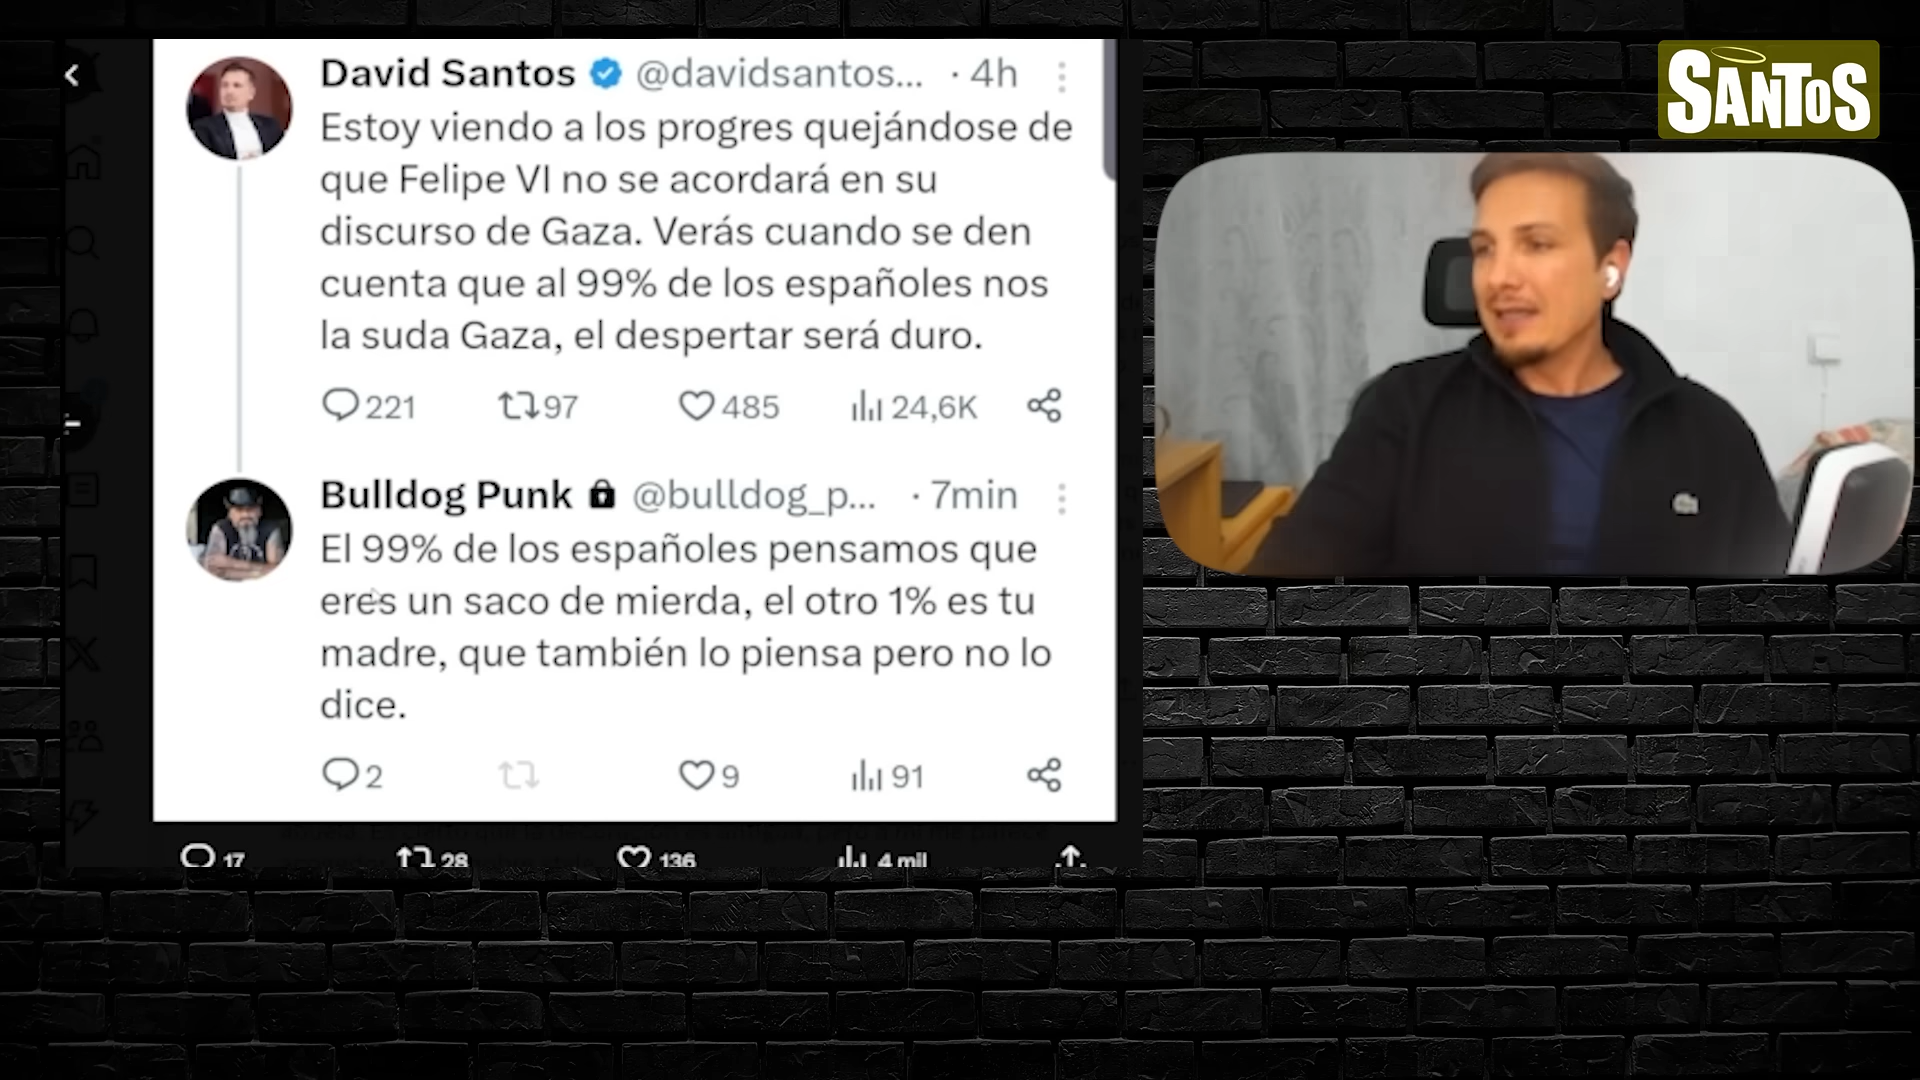 David Santos @davidsantos... · 4h
Estoy viendo a los progres quejándose de
que Felipe VI no se acordará en su
discurso de Gaza. Verás cuando se den
cuenta que al 99% de los españoles nos
la suda Gaza, el despertar será duro.
221 97 485 24,6K
Bulldog Punk @bulldog_p... · 7min
El 99% de los españoles pensamos que
eres un saco de mierda, el otro 1% es tu
madre, que también lo piensa pero no lo
dice.
2 9 91
17 28 136 4 mil
SANTOS